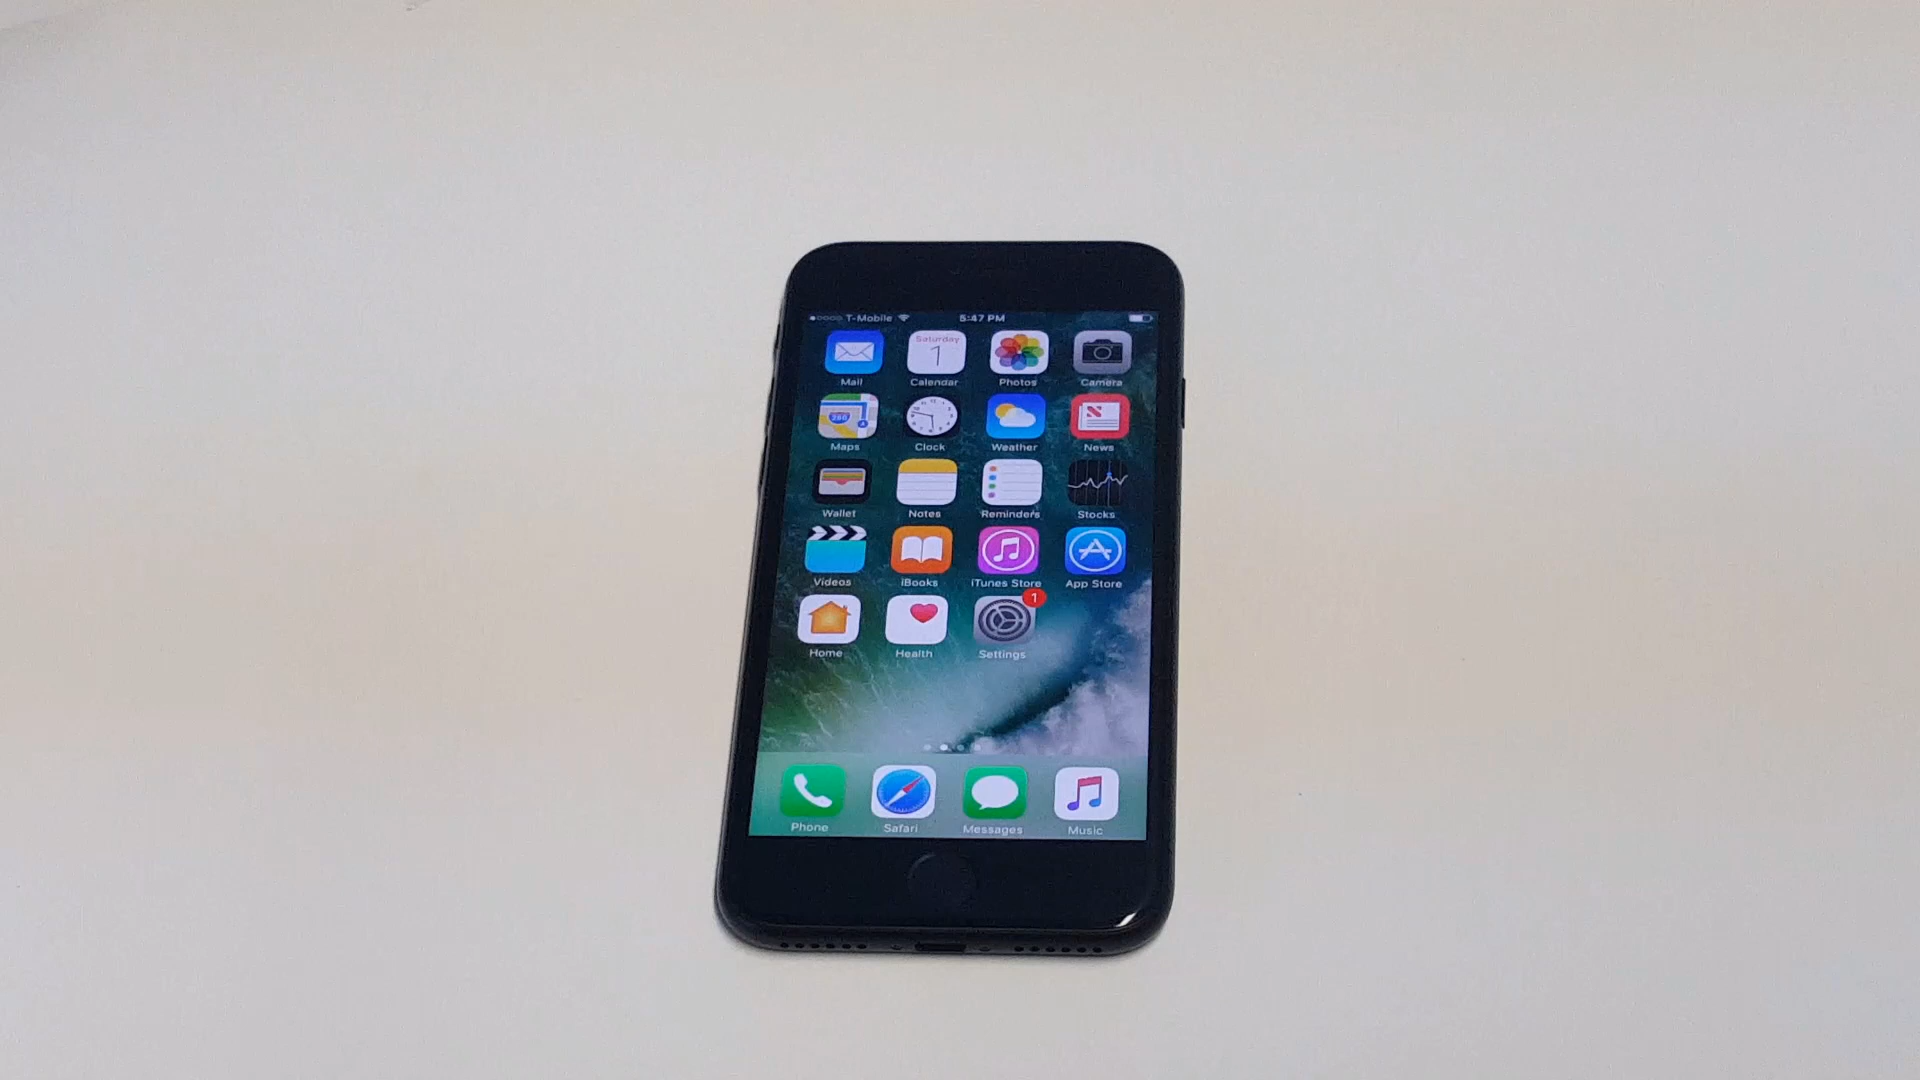 T-Mobile 5:47 PM
Saturday
1
Mail Calendar Photos Camera
280
Maps Clock Weather News
Wallet Notes Reminders Stocks
Videos iBooks iTunes Store App Store
1
Home Health Settings
Phone Safari Messages Music